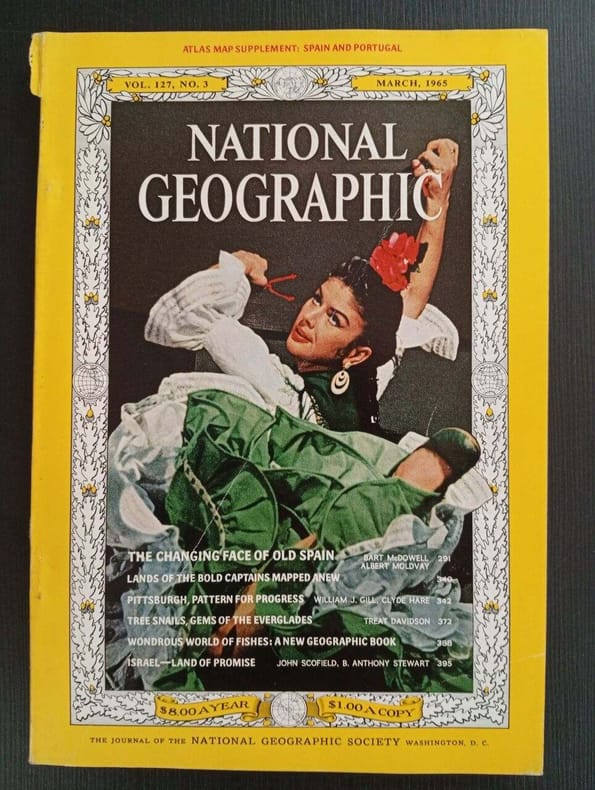 ATLAS MAP SUPPLEMENT: SPAIN AND PORTUGAL
VOL. 127, NO. 3
MARCH, 1965
NATIONAL
GEOGRAPHIC
THE CHANGING FACE OF OLD SPAIN BART McDOWELL 291
ALBERT MOLDVAY
LANDS OF THE BOLD CAPTAINS MAPPED ANEW 340
PITTSBURGH, PATTERN FOR PROGRESS WILLIAM J. GILL, CLYDE HARE 342
TREE SNAILS, GEMS OF THE EVERGLADES TREAT DAVIDSON 372
WONDROUS WORLD OF FISHES: A NEW GEOGRAPHIC BOOK 388
ISRAEL—LAND OF PROMISE JOHN SCOFIELD, B. ANTHONY STEWART 395
$8.00 A YEAR
$1.00 A COPY
THE JOURNAL OF THE NATIONAL GEOGRAPHIC SOCIETY WASHINGTON, D. C.